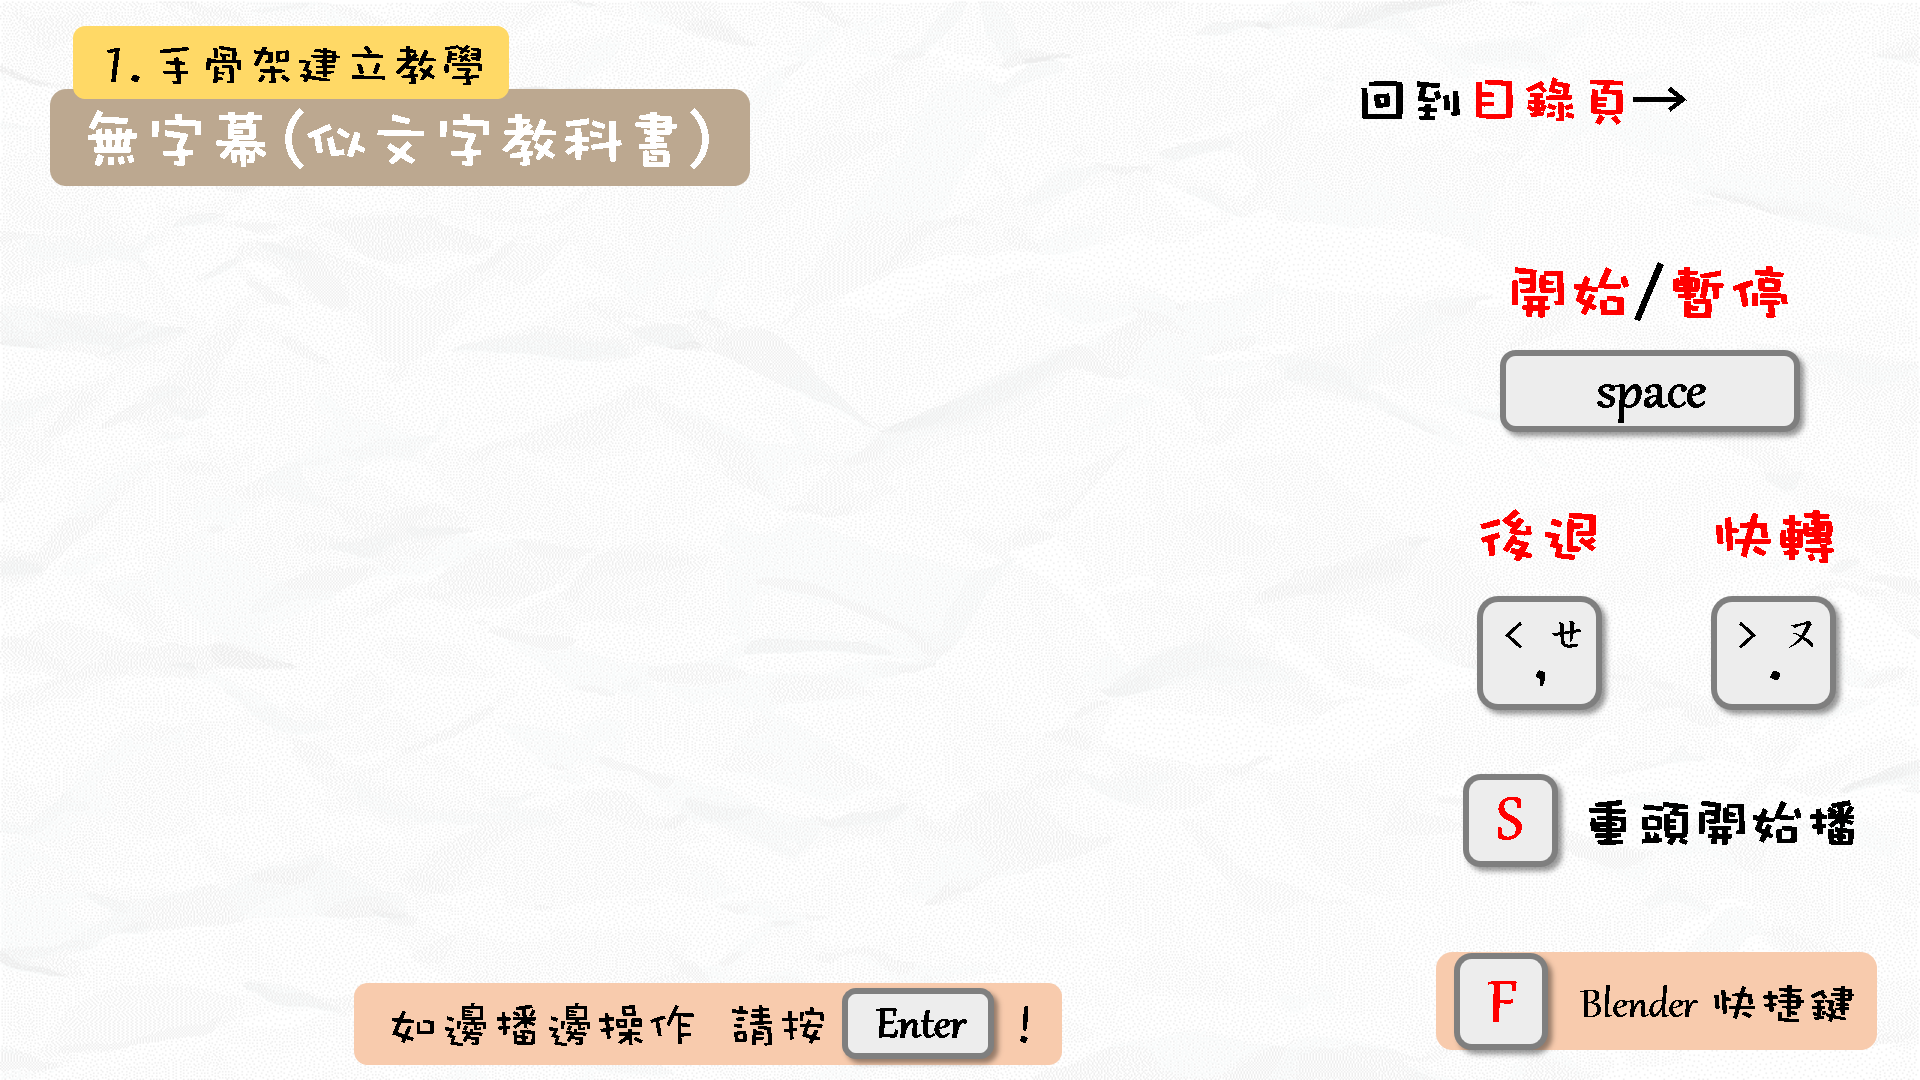 1. 手骨架建立教學
無字幕(似文字教科書)
回到目錄頁→
開始/暫停
space
後退 快轉
< ㄝ
,
> ㄡ
.
S 重頭開始播
F Blender 快捷鍵
如邊播邊操作 請按 Enter !